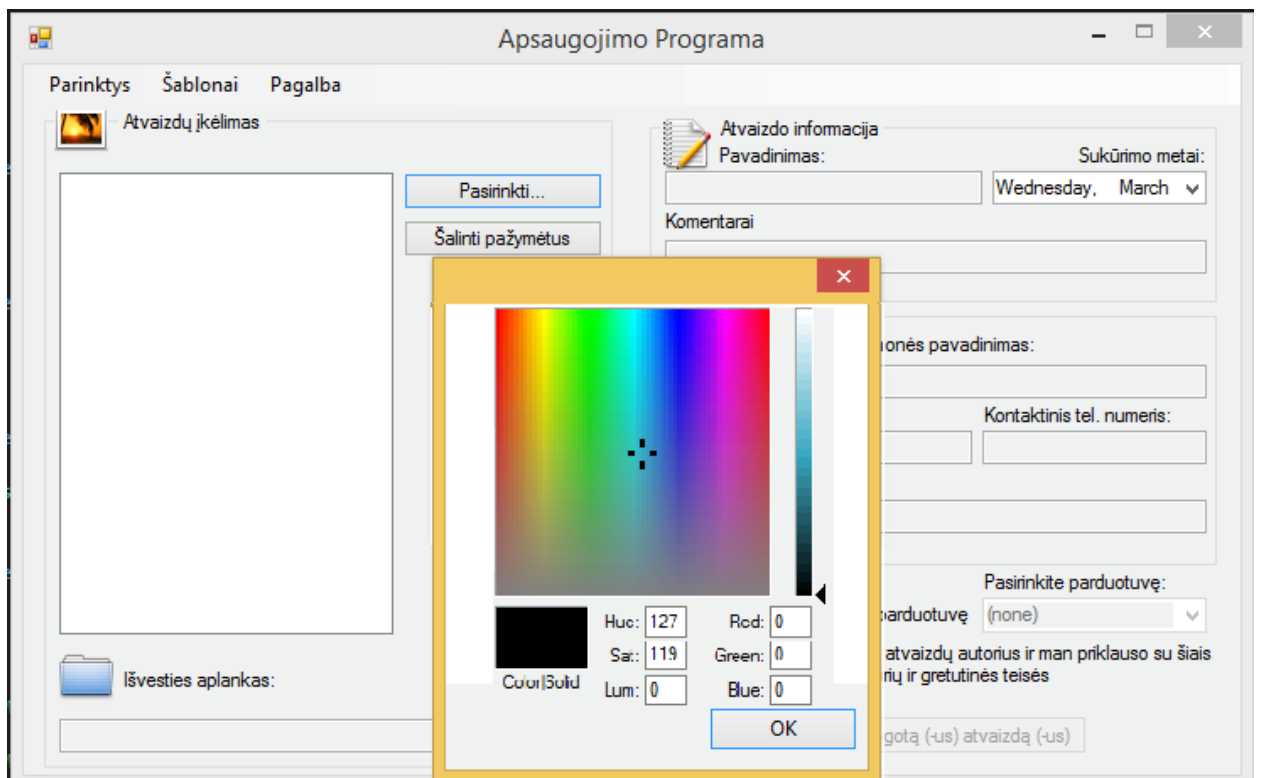 Apsaugojimo Programa
Parinktys Šablonai Pagalba
Atvaizdų įkėlimas
Pasirinkti...
Šalinti pažymėtus
Išvesties aplankas:
Atvaizdo informacija
Pavadinimas:
Sukūrimo metai:
Wednesday, March
Komentarai
onės pavadinimas:
Kontaktinis tel. numeris:
Pasirinkite parduotuvę:
parduotuvę (none)
atvaizdų autorius ir man priklauso su šiais
rių ir gretutinės teisės
gotą (-us) atvaizdą (-us)
Hue: 127 Red: 0
Sat: 119 Green: 0
Color|Solid
Lum: 0 Blue: 0
OK